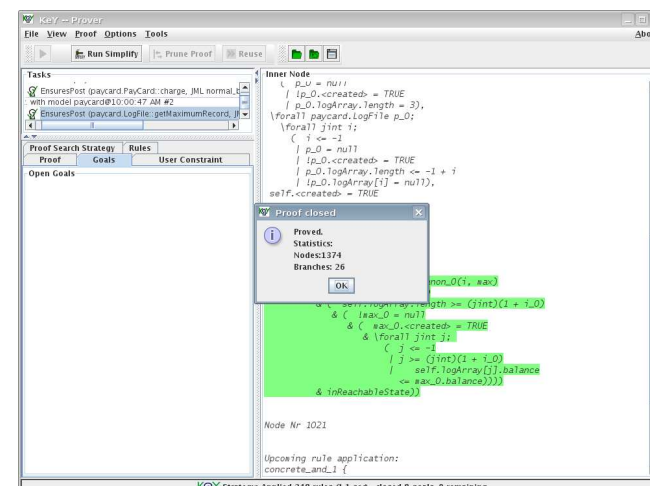 KeY -- Prover
File View Proof Options Tools Abo
Run Simplify Prune Proof Reuse
Tasks
EnsuresPost (paycard.PayCard::charge, JML normal_b
with model paycard@10:00:47 AM #2
EnsuresPost (paycard.LogFile::getMaximumRecord, JM
Proof Search Strategy Rules
Proof Goals User Constraint
Open Goals
Inner Node
( p_0 = null
| !p_0.<created> = TRUE
| p_0.logArray.length = 3),
\forall paycard.LogFile p_0;
\forall jint i;
( i <= -1
| p_0 = null
| !p_0.<created> = TRUE
| p_0.logArray.length <= -1 + i
| !p_0.logArray[i] = null),
self.<created> = TRUE
Proof closed
Proved.
Statistics:
Nodes:1374
Branches: 26
OK
non_0(i, max)
& ( self.logArray.length >= (jint)(1 + i_0)
& ( !max_0 = null
& ( max_0.<created> = TRUE
& \forall jint j;
( j <= -1
| j >= (jint)(1 + i_0)
| self.logArray[j].balance
<= max_0.balance))))
& inReachableState))
Node Nr 1021
Upcoming rule application:
concrete_and_1 {